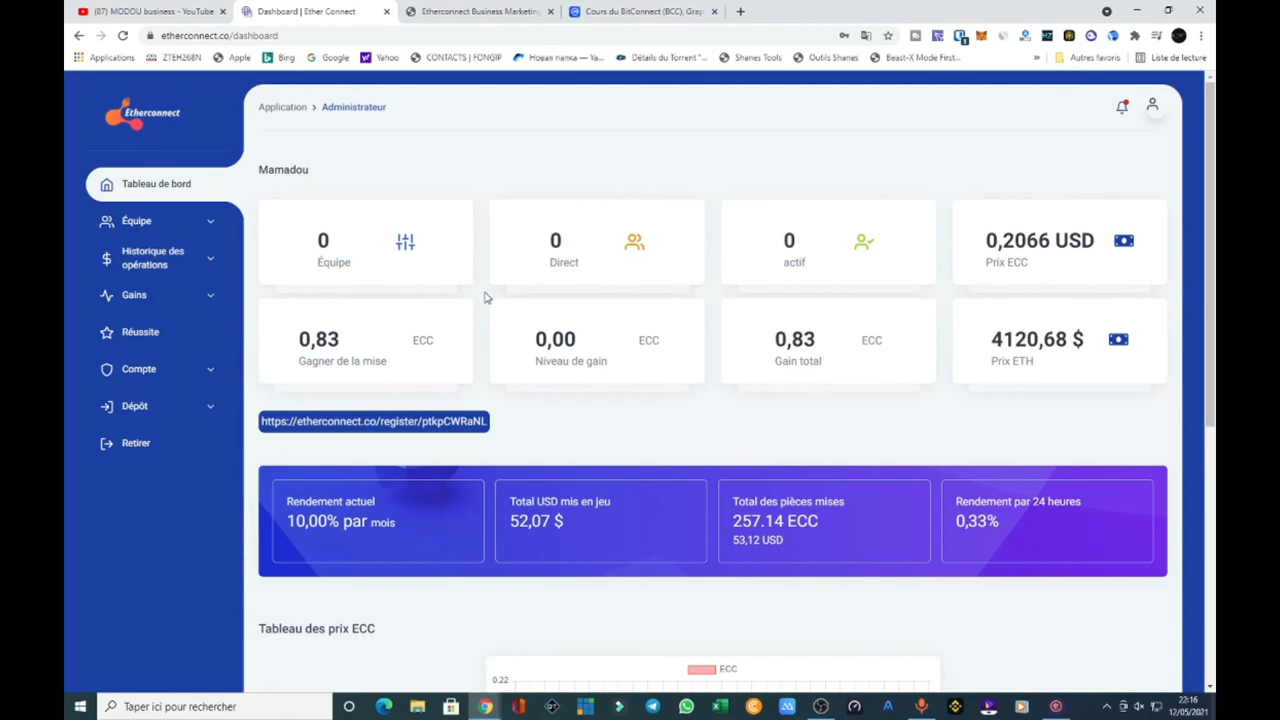 (87) MODOU business - YouTube
Dashboard | Ether Connect
Etherconnect Business Marketing
Cours du BitConnect (BCC), Grap
etherconnect.co/dashboard
Applications
ZTEH268N
Apple
Bing
Google
Yahoo
CONTACTS | FONGIP
Новая папка — Ya...
Détails du Torrent "...
Shanes Tools
Outils Shanes
Beast-X Mode First...
»
Autres favoris
Liste de lecture
Etherconnect
Application > Administrateur
Tableau de bord
Équipe
Historique des
opérations
Gains
Réussite
Compte
Dépôt
Retirer
Mamadou
0
Équipe
0
Direct
0
actif
0,2066 USD
Prix ECC
0,83 ECC
Gagner de la mise
0,00 ECC
Niveau de gain
0,83 ECC
Gain total
4120,68 $
Prix ETH
https://etherconnect.co/register/ptkpCWRaNL
Rendement actuel
10,00% par mois
Total USD mis en jeu
52,07 $
Total des pièces mises
257.14 ECC
53,12 USD
Rendement par 24 heures
0,33%
Tableau des prix ECC
ECC
0.22
Taper ici pour rechercher
22:16
12/05/2021